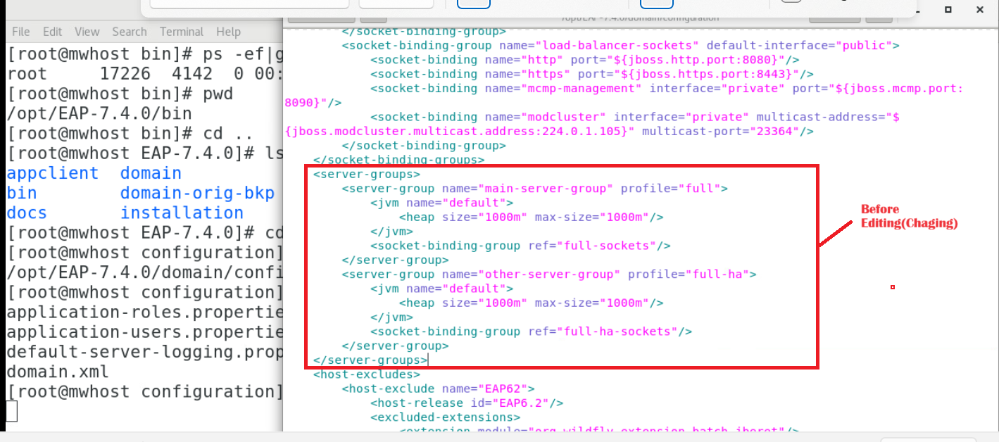 File Edit View Search Terminal Help
[root@mwhost bin]# ps -ef|g
root 17226 4142 0 00:
[root@mwhost bin]# pwd
/opt/EAP-7.4.0/bin
[root@mwhost bin]# cd ..
[root@mwhost EAP-7.4.0]# ls
appclient domain
bin domain-orig-bkp
docs installation
[root@mwhost EAP-7.4.0]# cd
[root@mwhost configuration]
/opt/EAP-7.4.0/domain/confi
[root@mwhost configuration]
application-roles.propertie
application-users.propertie
default-server-logging.prop
domain.xml
[root@mwhost configuration]
/opt/EAP-7.4.0/domain/configuration
</socket-binding-group>
<socket-binding-group name="load-balancer-sockets" default-interface="public">
<socket-binding name="http" port="${jboss.http.port:8080}"/>
<socket-binding name="https" port="${jboss.https.port:8443}"/>
<socket-binding name="mcmp-management" interface="private" port="${jboss.mcmp.port:
8090}"/>
<socket-binding name="modcluster" interface="private" multicast-address="$
{jboss.modcluster.multicast.address:224.0.1.105}" multicast-port="23364"/>
</socket-binding-group>
</socket-binding-groups>
<server-groups>
<server-group name="main-server-group" profile="full">
<jvm name="default">
<heap size="1000m" max-size="1000m"/>
</jvm>
<socket-binding-group ref="full-sockets"/>
</server-group>
<server-group name="other-server-group" profile="full-ha">
<jvm name="default">
<heap size="1000m" max-size="1000m"/>
</jvm>
<socket-binding-group ref="full-ha-sockets"/>
</server-group>
</server-groups>
<host-excludes>
<host-exclude name="EAP62">
<host-release id="EAP6.2"/>
<excluded-extensions>
<extension module="org.wildfly.extension.batch.jberet"/>
Before
Editing(Chaging)